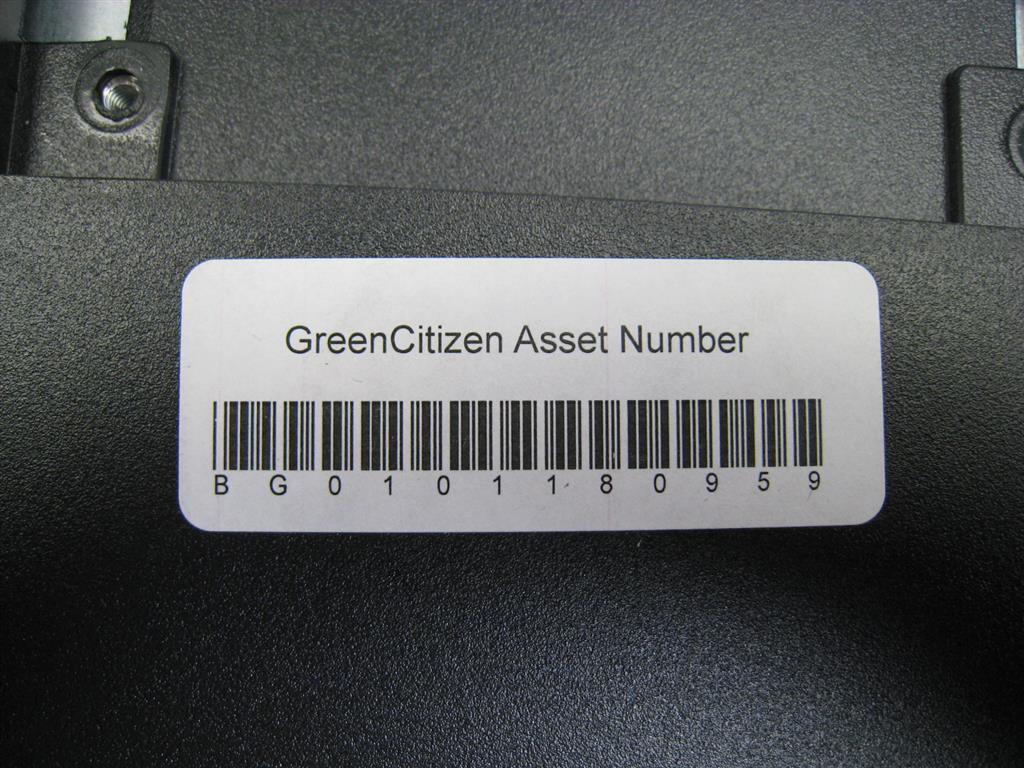 GreenCitizen Asset Number
B G 0 1 0 1 1 8 0 9 5 9